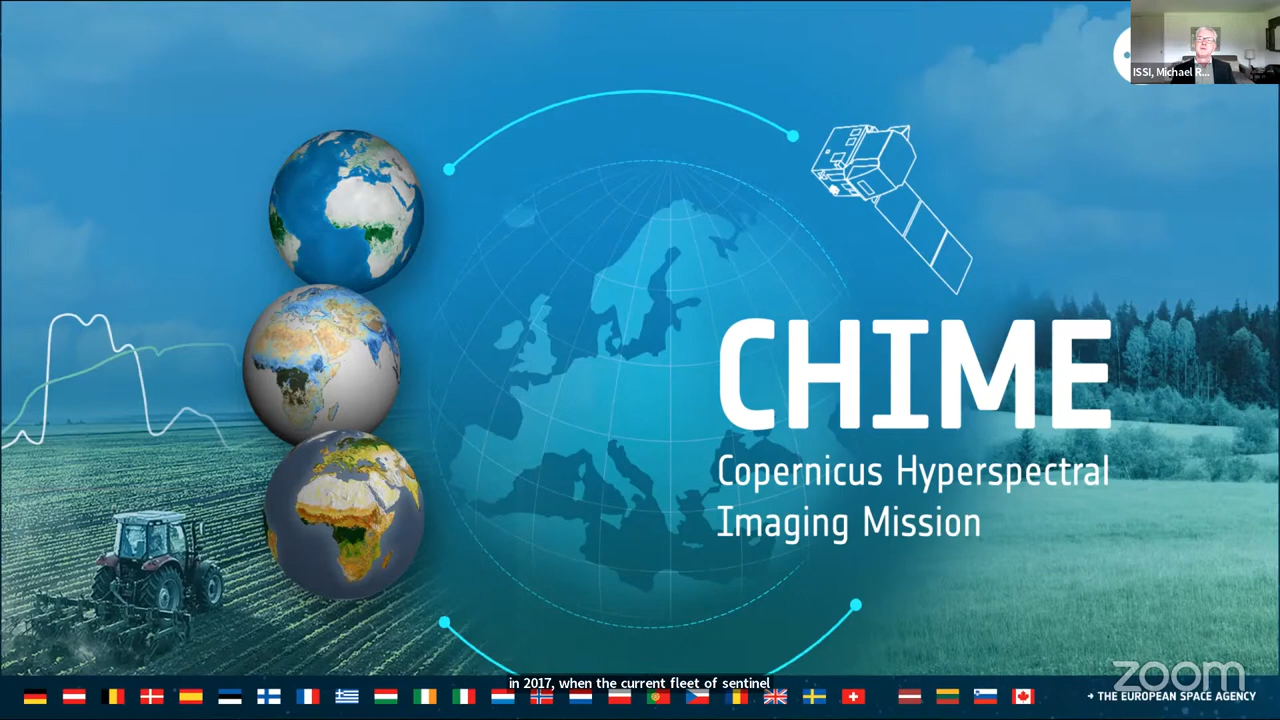 ISSI, Michael R...
CHIME
Copernicus Hyperspectral
Imaging Mission
in 2017, when the current fleet of sentinel
zoom
→ THE EUROPEAN SPACE AGENCY